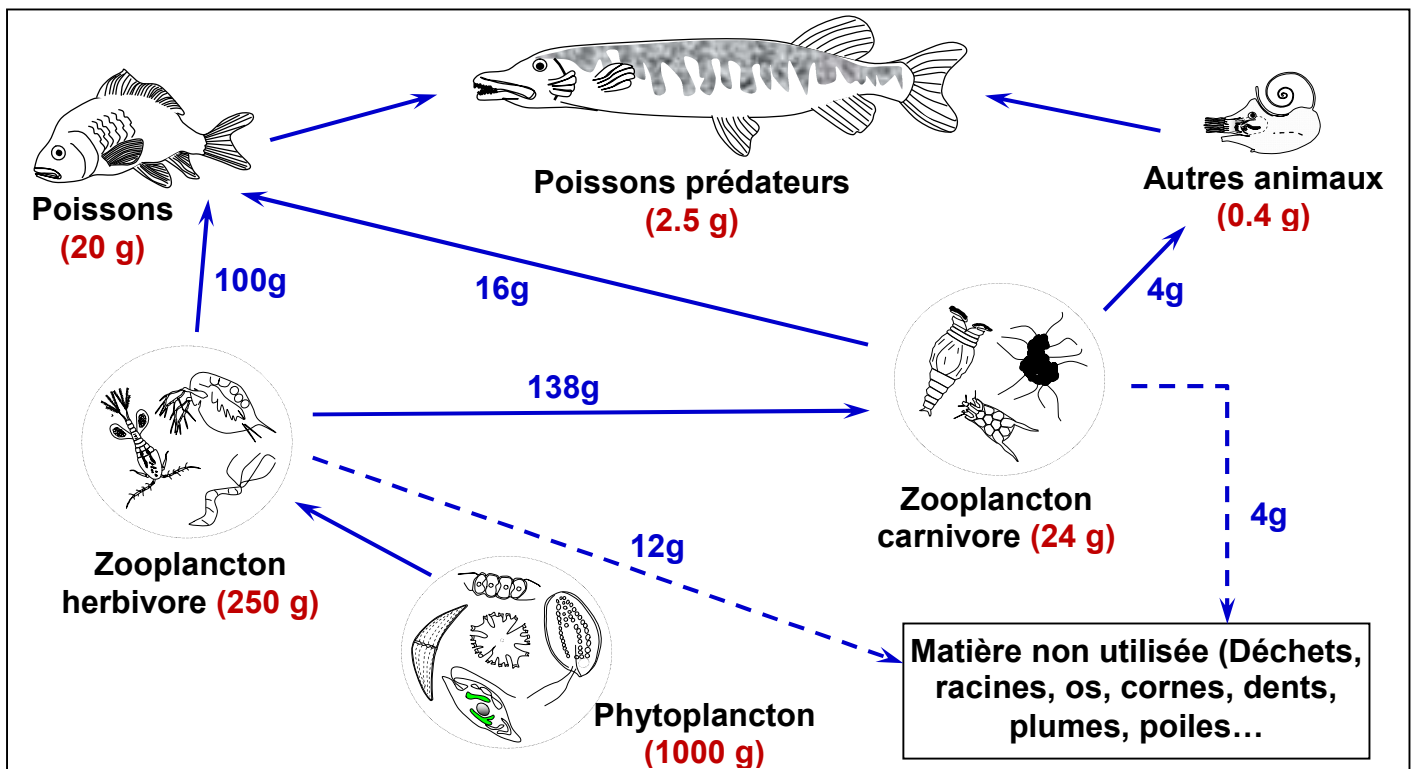 Poissons
(20 g)
Poissons prédateurs
(2.5 g)
Autres animaux
(0.4 g)
100g
16g
4g
138g
Zooplancton
herbivore (250 g)
12g
Zooplancton
carnivore (24 g)
4g
Phytoplancton
(1000 g)
Matière non utilisée (Déchets,
racines, os, cornes, dents,
plumes, poiles…